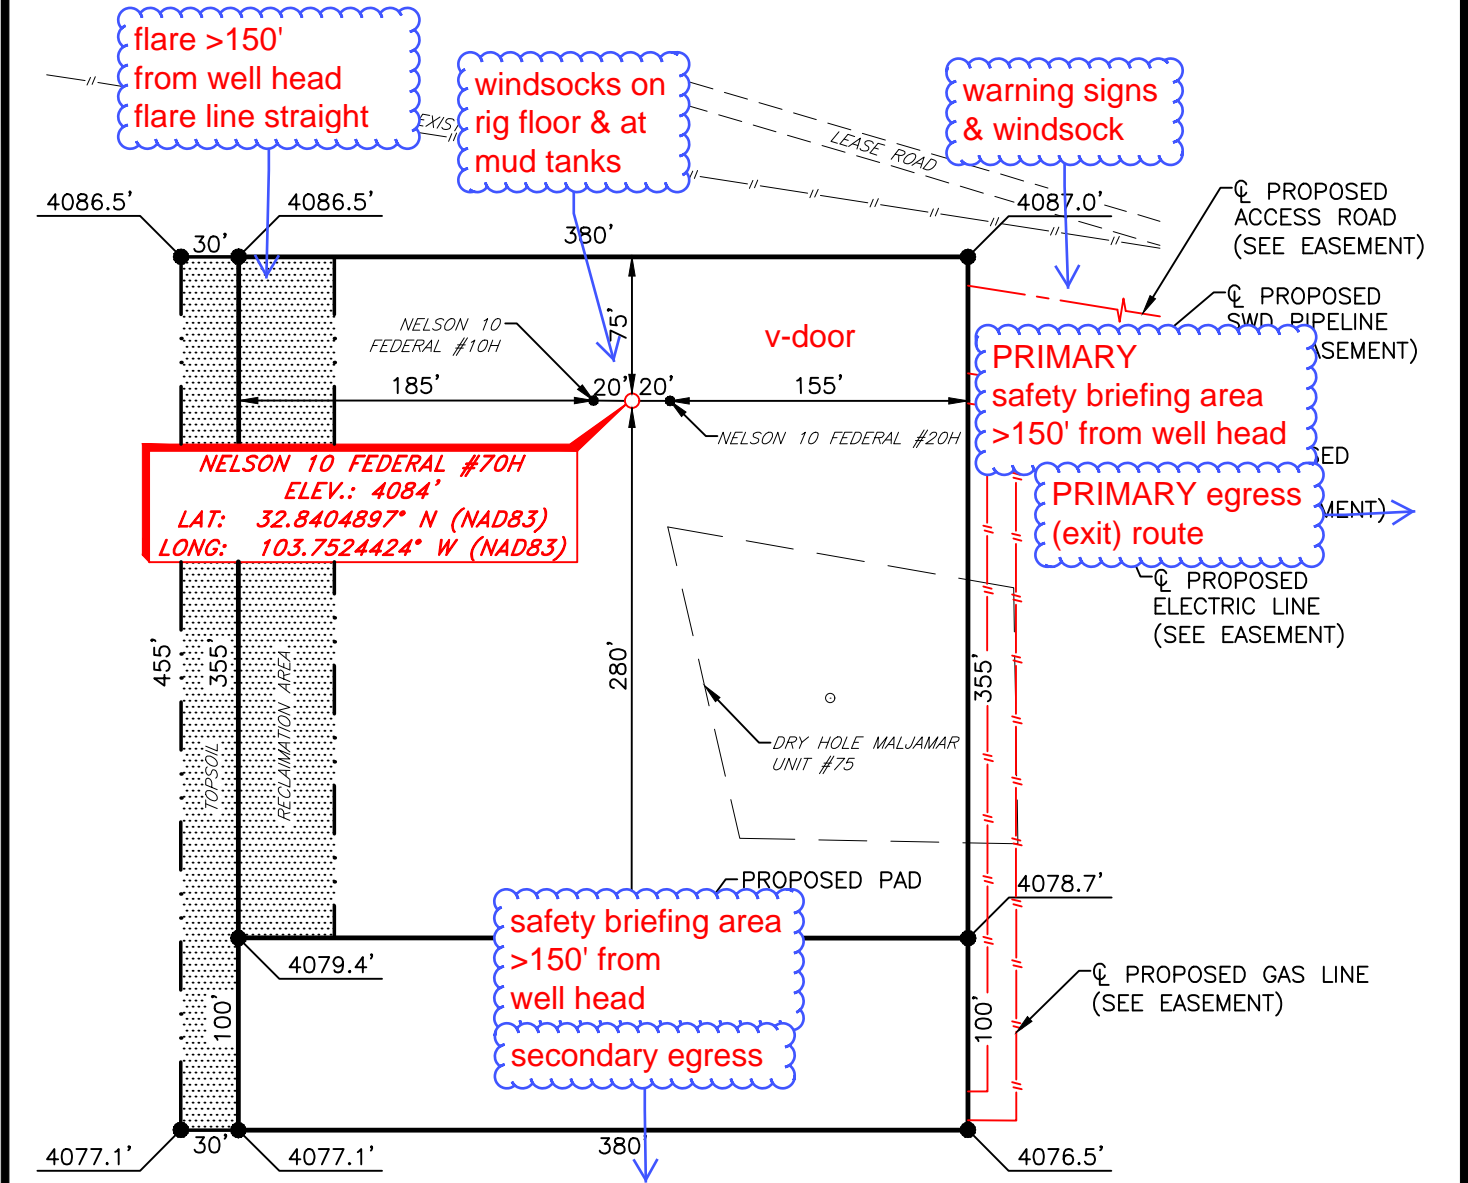 flare >150'
from well head
flare line straight
windsocks on
rig floor & at
mud tanks
warning signs
& windsock
EXIS
LEASE ROAD
4086.5'
4086.5'
4087.0'
℄ PROPOSED
ACCESS ROAD
(SEE EASEMENT)
30'
380'
℄ PROPOSED
SWD PIPELINE
ASEMENT)
NELSON 10
FEDERAL #10H
75'
v-door
PRIMARY
safety briefing area
>150' from well head
185'
20'
20'
155'
NELSON 10 FEDERAL #20H
SED
NELSON 10 FEDERAL #70H
ELEV.: 4084'
LAT: 32.8404897° N (NAD83)
LONG: 103.7524424° W (NAD83)
PRIMARY egress
(exit) route
EMENT)
℄ PROPOSED
ELECTRIC LINE
(SEE EASEMENT)
455'
355'
280'
355'
TOPSOIL
RECLAMATION AREA
DRY HOLE MALJAMAR
UNIT #75
PROPOSED PAD
4078.7'
safety briefing area
>150' from
well head
4079.4'
℄ PROPOSED GAS LINE
(SEE EASEMENT)
100'
100'
secondary egress
30'
380
4077.1'
4077.1'
4076.5'